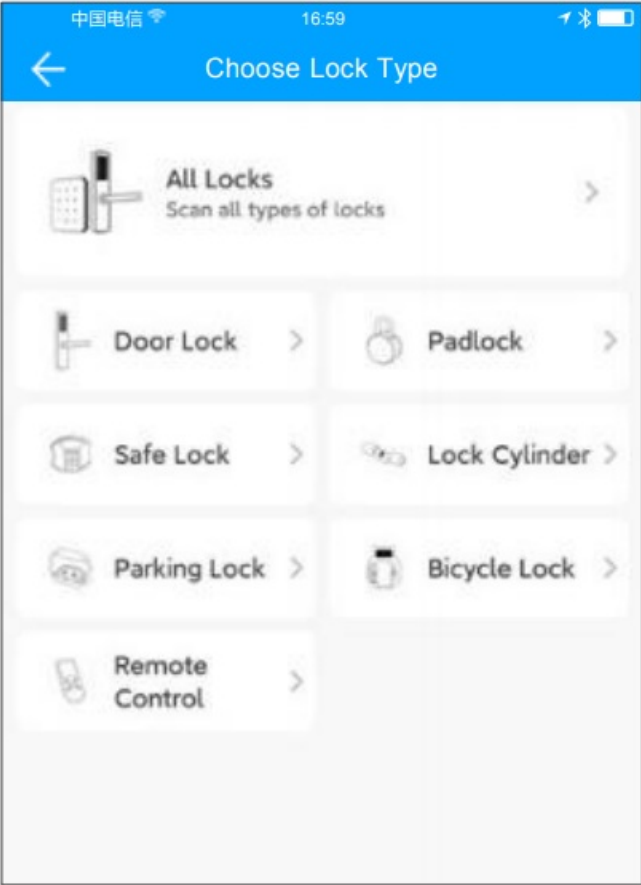 中国电信 16:59
Choose Lock Type
All Locks
Scan all types of locks
Door Lock
Padlock
Safe Lock
Lock Cylinder
Parking Lock
Bicycle Lock
Remote
Control